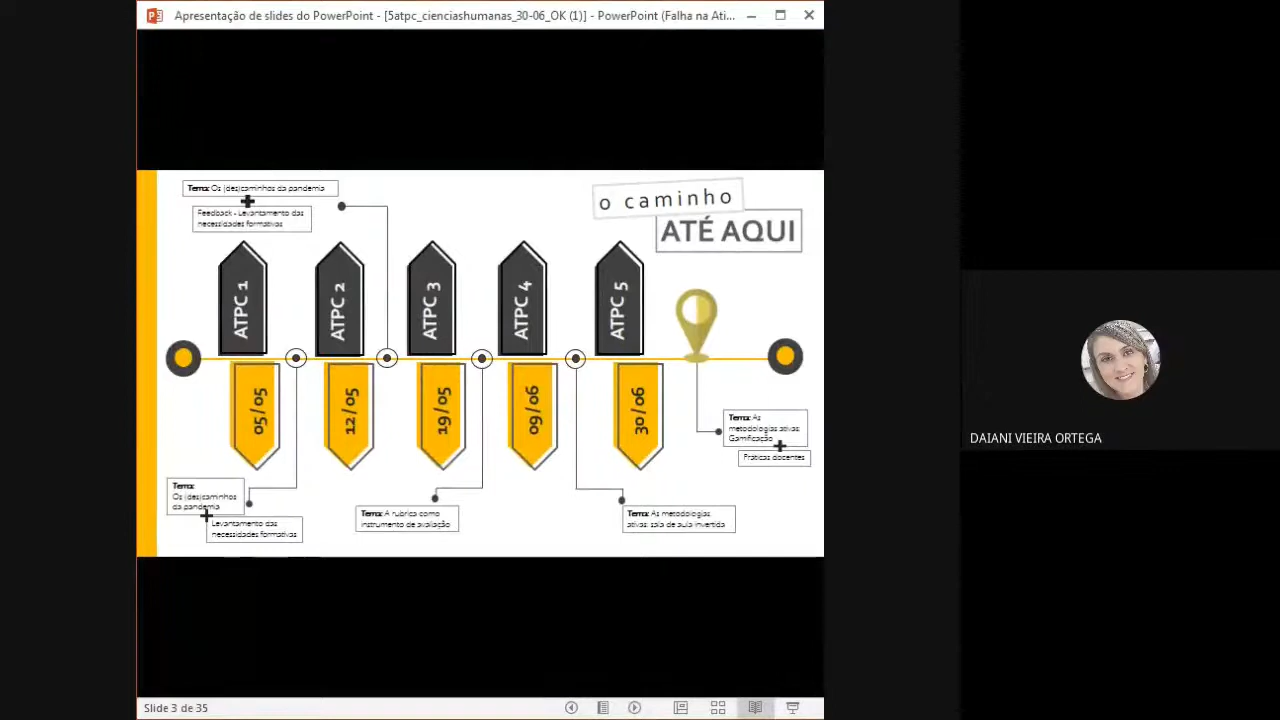 Apresentação de slides do PowerPoint - [5atpc_cienciashumanas_30-06_OK (1)] - PowerPoint (Falha na Ati...
o caminho
ATÉ AQUI
Tema: Os (des)caminhos da pandemia
Feedback - Levantamento das
necessidades formativas
ATPC 1
ATPC 2
ATPC 3
ATPC 4
ATPC 5
05/05
12/05
19/05
09/06
30/06
Tema: As
metodologias ativas:
Gamificação
Práticas docentes
Tema:
Os (des)caminhos
da pandemia
Levantamento das
necessidades formativas
Tema: A rubrica como
instrumento de avaliação
Tema: As metodologias
ativas: sala de aula invertida
DAIANI VIEIRA ORTEGA
Slide 3 de 35